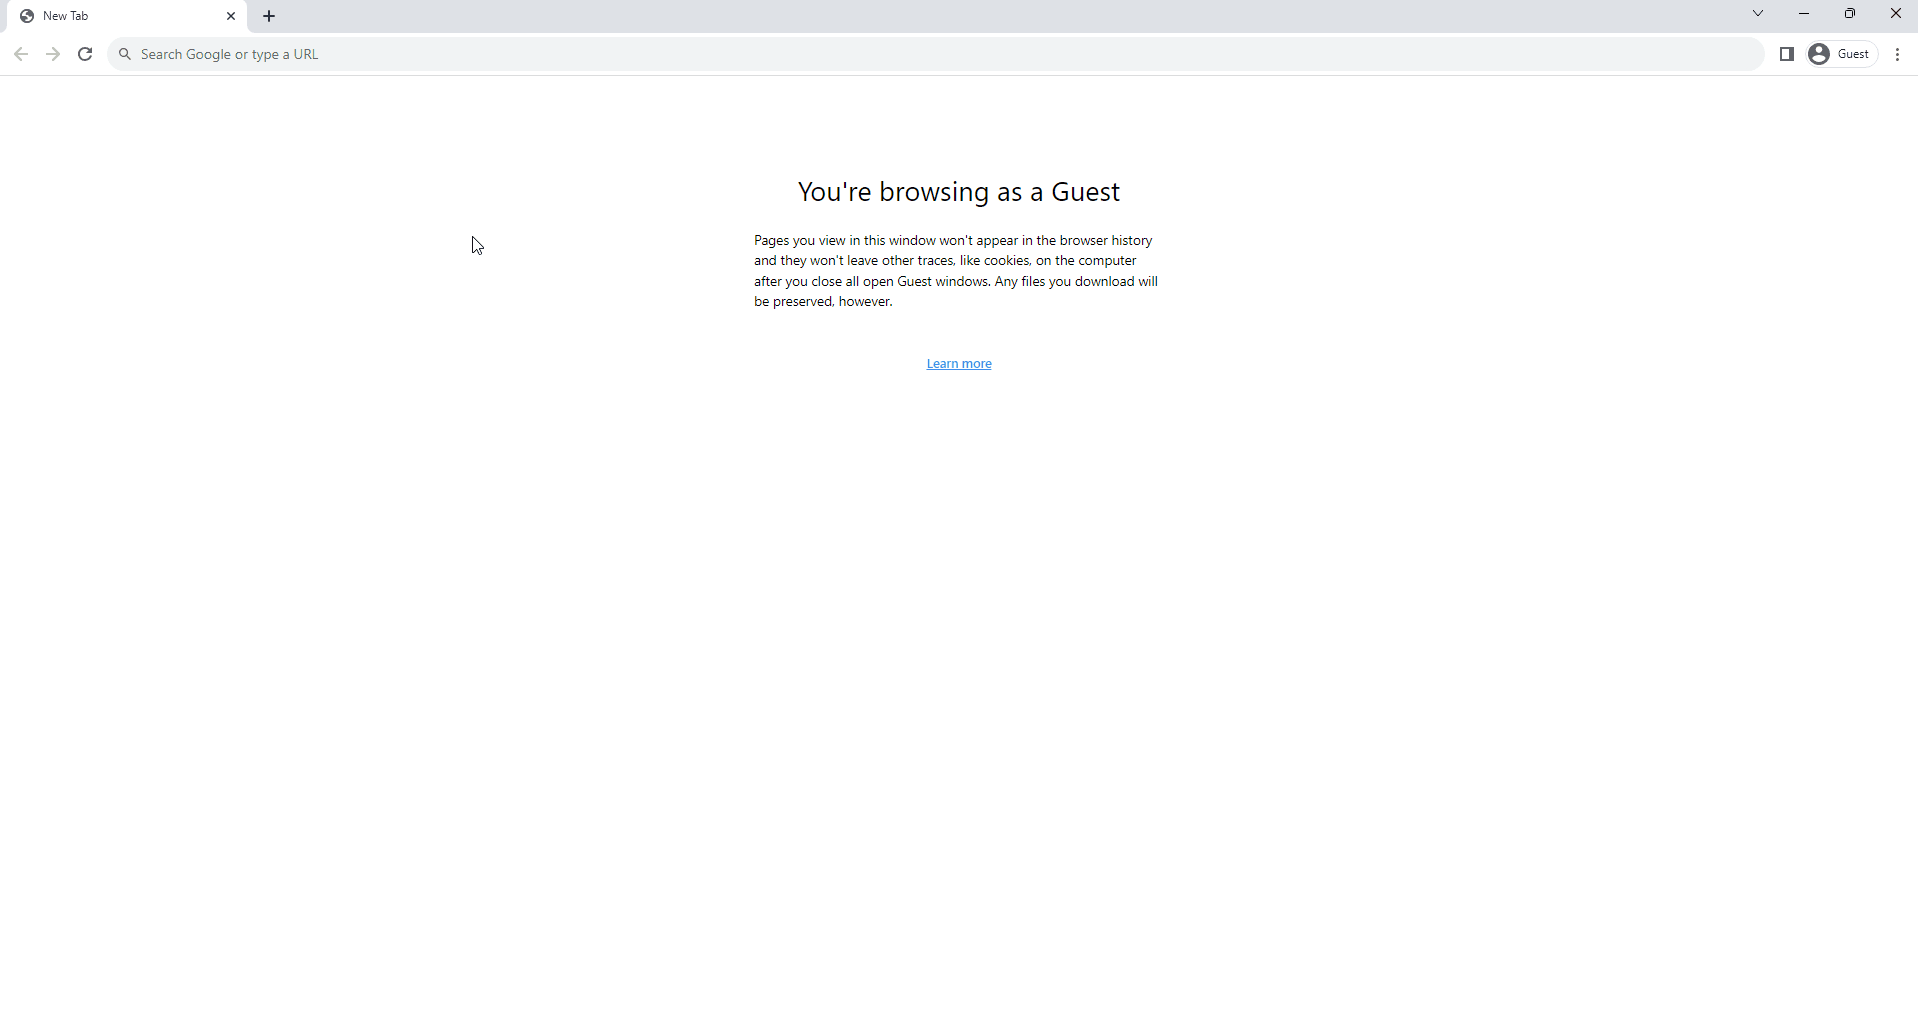 New Tab
Search Google or type a URL
Guest
You're browsing as a Guest
Pages you view in this window won't appear in the browser history
and they won't leave other traces, like cookies, on the computer
after you close all open Guest windows. Any files you download will
be preserved, however.
Learn more